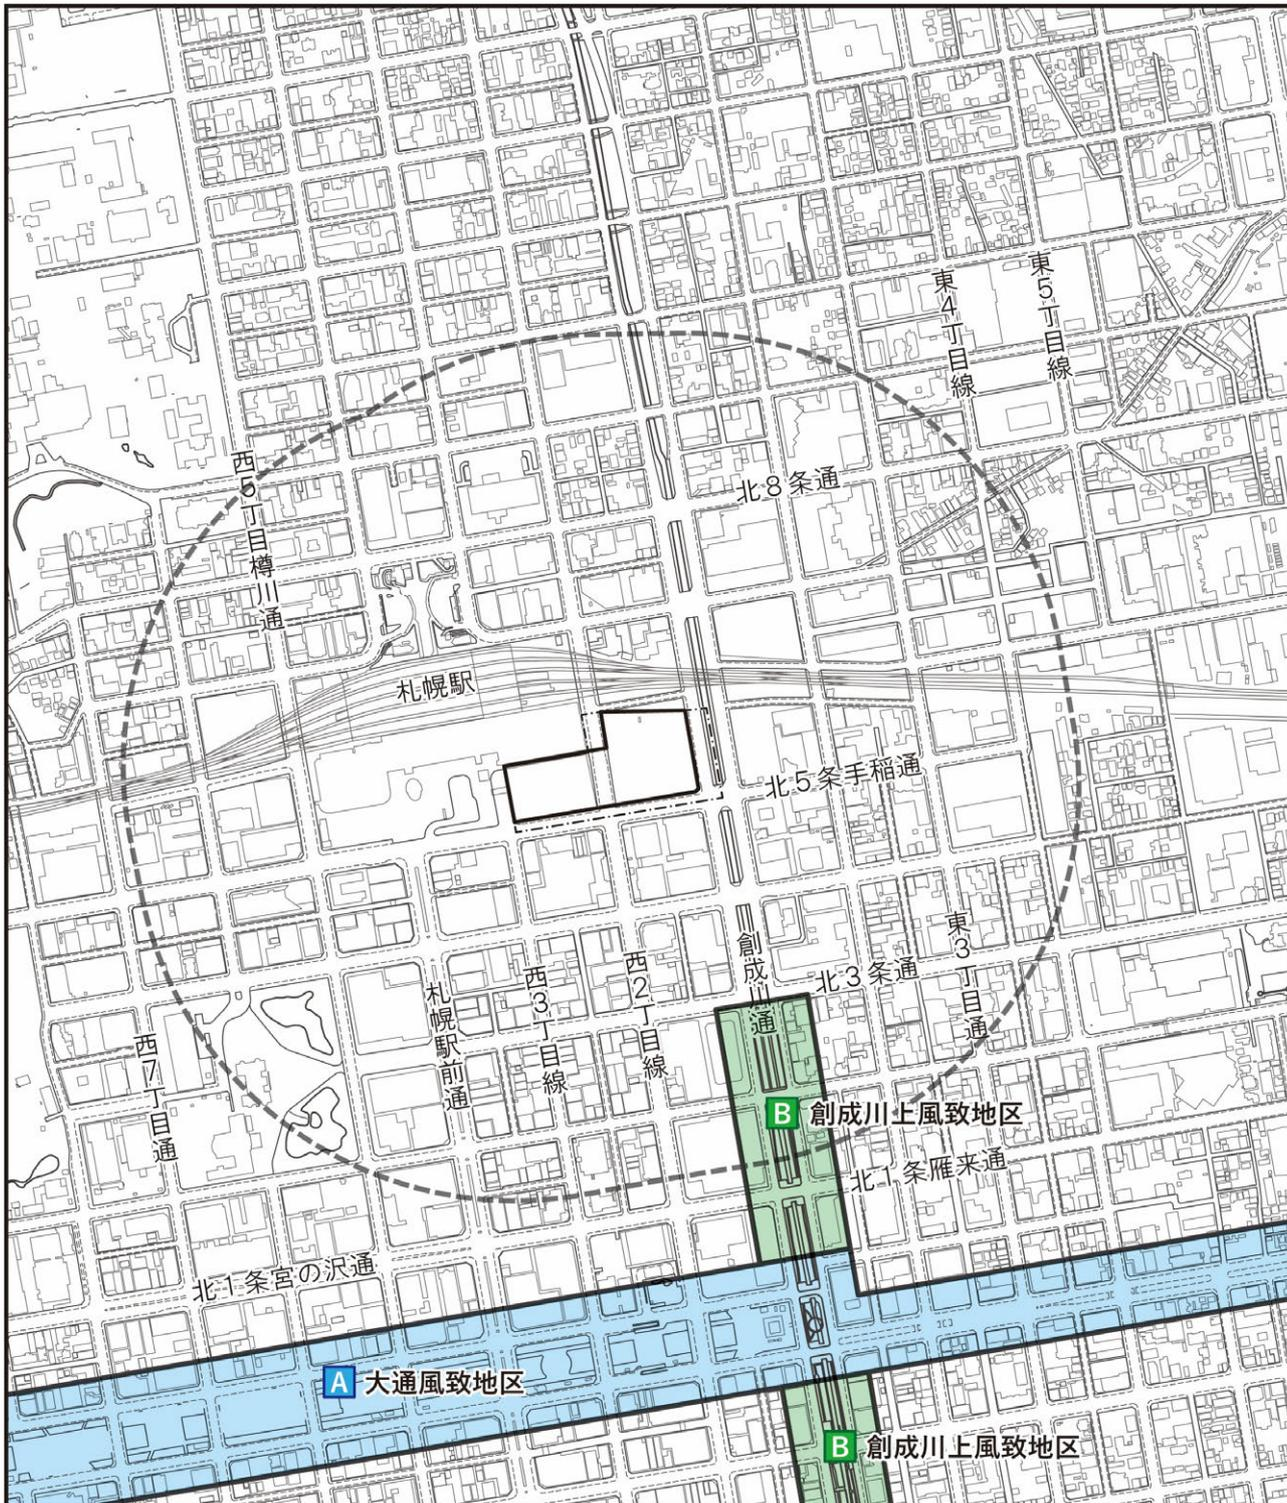 東5丁目線
東4丁目線
西5丁目樽川通
北8条通
札幌駅
北5条手稲通
東3丁目通
創成川通
西2丁目線
西3丁目線
北3条通
札幌駅前通
西7丁目通
B 創成川上風致地区
北1条雁来通
北1条宮の沢通
A 大通風致地区
B 創成川上風致地区